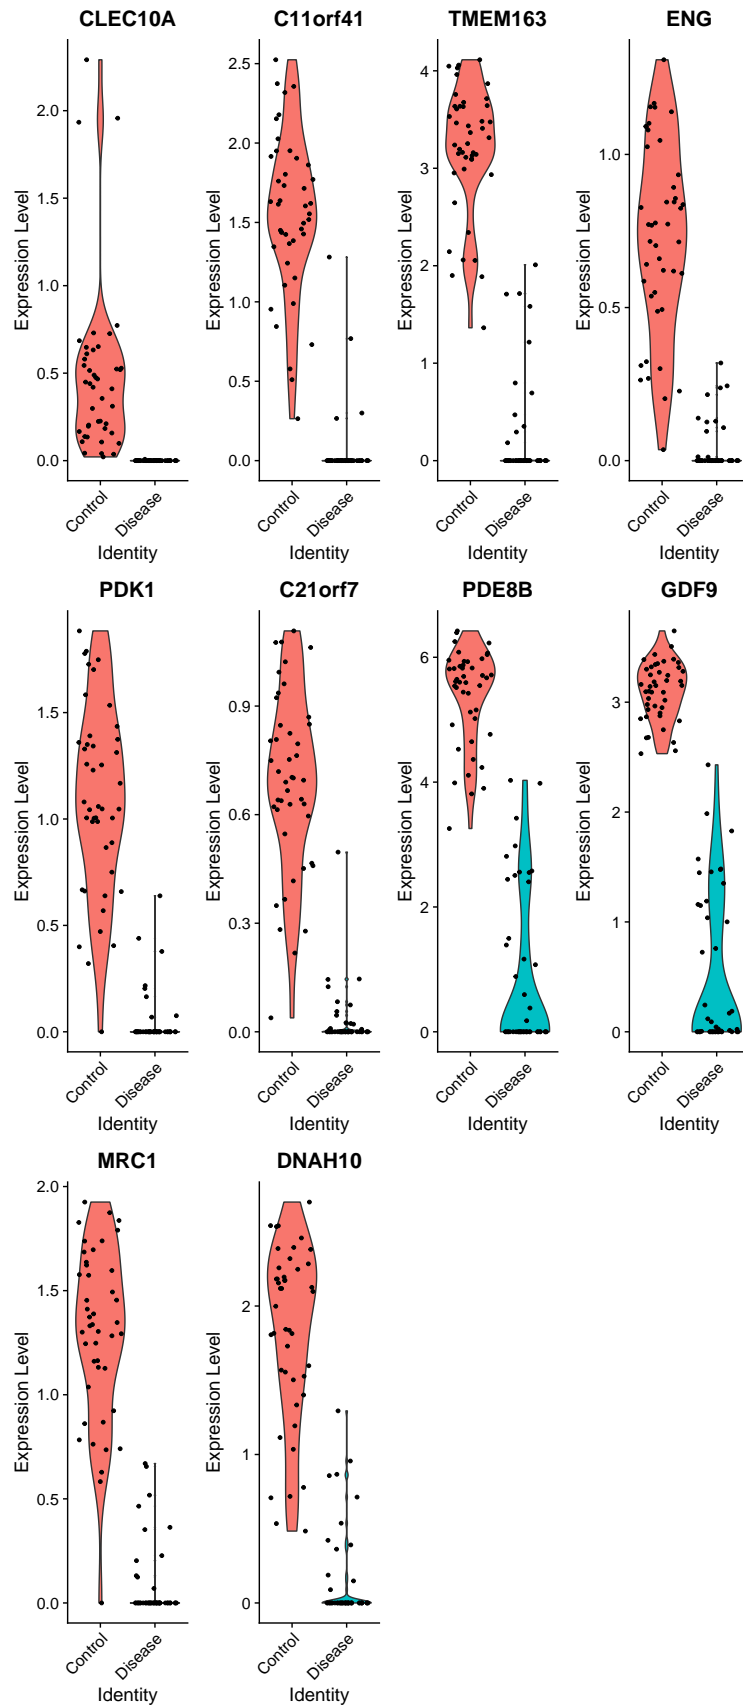 CLEC10A
C11orf41
TMEM163
ENG
Expression Level
2.0
1.5
1.0
0.5
0.0
Control
Disease
Identity
Expression Level
2.5
2.0
1.5
1.0
0.5
0.0
Control
Disease
Identity
Expression Level
4
3
2
1
0
Control
Disease
Identity
Expression Level
1.0
0.5
0.0
Control
Disease
Identity
PDK1
C21orf7
PDE8B
GDF9
Expression Level
1.5
1.0
0.5
0.0
Control
Disease
Identity
Expression Level
0.9
0.6
0.3
0.0
Control
Disease
Identity
Expression Level
6
4
2
0
Control
Disease
Identity
Expression Level
3
2
1
0
Control
Disease
Identity
MRC1
DNAH10
Expression Level
2.0
1.5
1.0
0.5
0.0
Control
Disease
Identity
Expression Level
2
1
0
Control
Disease
Identity